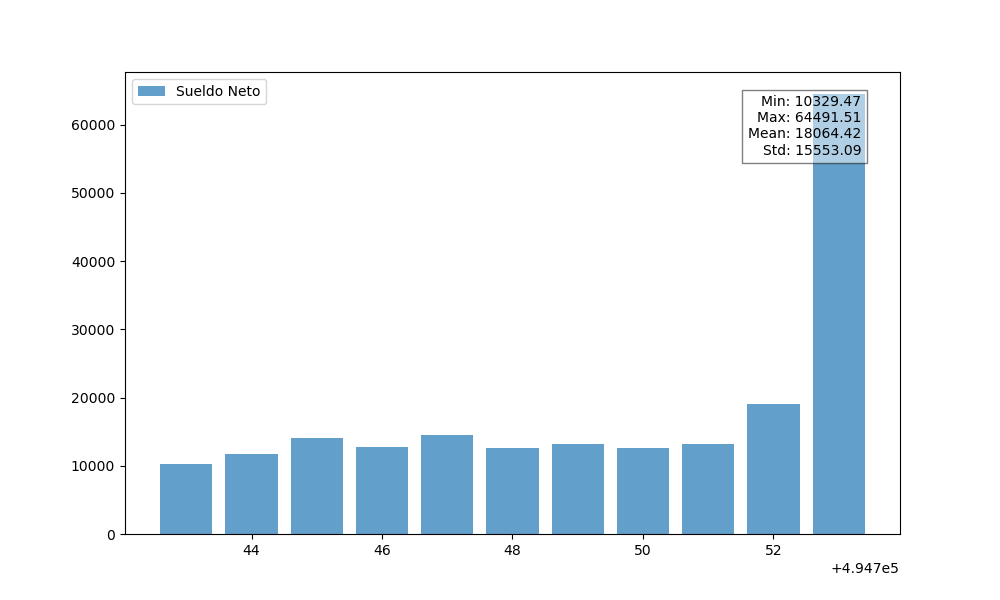 Sueldo Neto
Min: 10329.47
Max: 64491.51
Mean: 18064.42
Std: 15553.09
60000
50000
40000
30000
20000
10000
0
44 46 48 50 52
+4.947e5